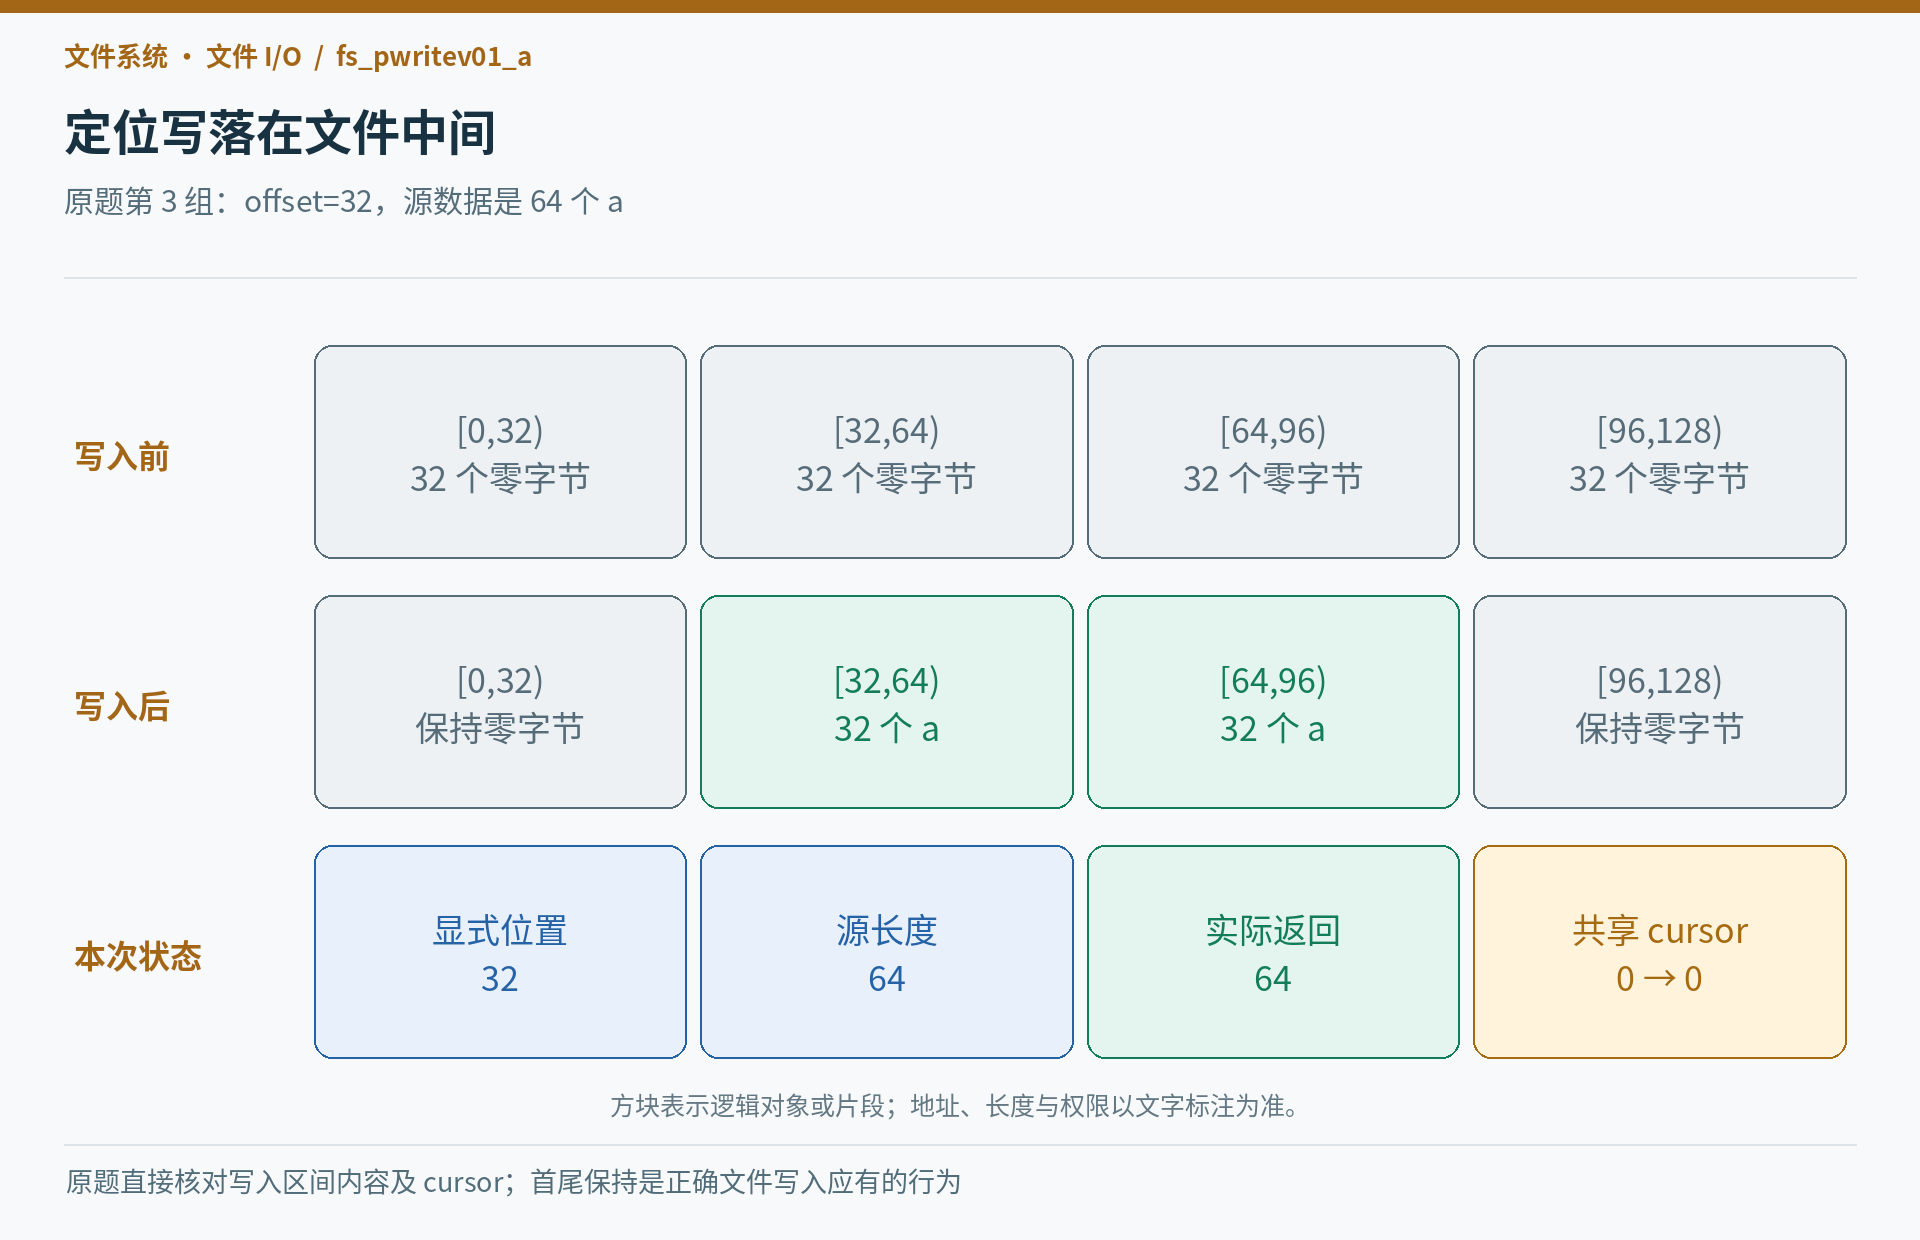 文件系统 · 文件 I/O / fs_pwritev01_a
定位写落在文件中间
原题第 3 组：offset=32，源数据是 64 个 a
写入前
[0,32)
32 个零字节
[32,64)
32 个零字节
[64,96)
32 个零字节
[96,128)
32 个零字节
写入后
[0,32)
保持零字节
[32,64)
32 个 a
[64,96)
32 个 a
[96,128)
保持零字节
本次状态
显式位置
32
源长度
64
实际返回
64
共享 cursor
0 → 0
方块表示逻辑对象或片段；地址、长度与权限以文字标注为准。
原题直接核对写入区间内容及 cursor；首尾保持是正确文件写入应有的行为